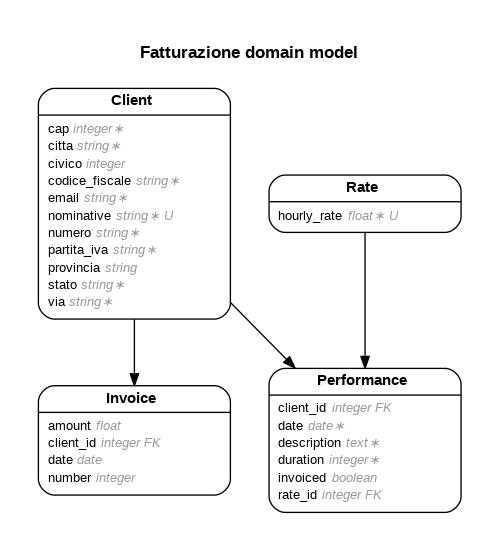 Fatturazione domain model
Client
cap integer∗
citta string∗
civico integer
codice_fiscale string∗
email string∗
nominative string∗ U
numero string∗
partita_iva string∗
provincia string
stato string∗
via string∗
Rate
hourly_rate float∗ U
Invoice
amount float
client_id integer FK
date date
number integer
Performance
client_id integer FK
date date∗
description text∗
duration integer∗
invoiced boolean
rate_id integer FK